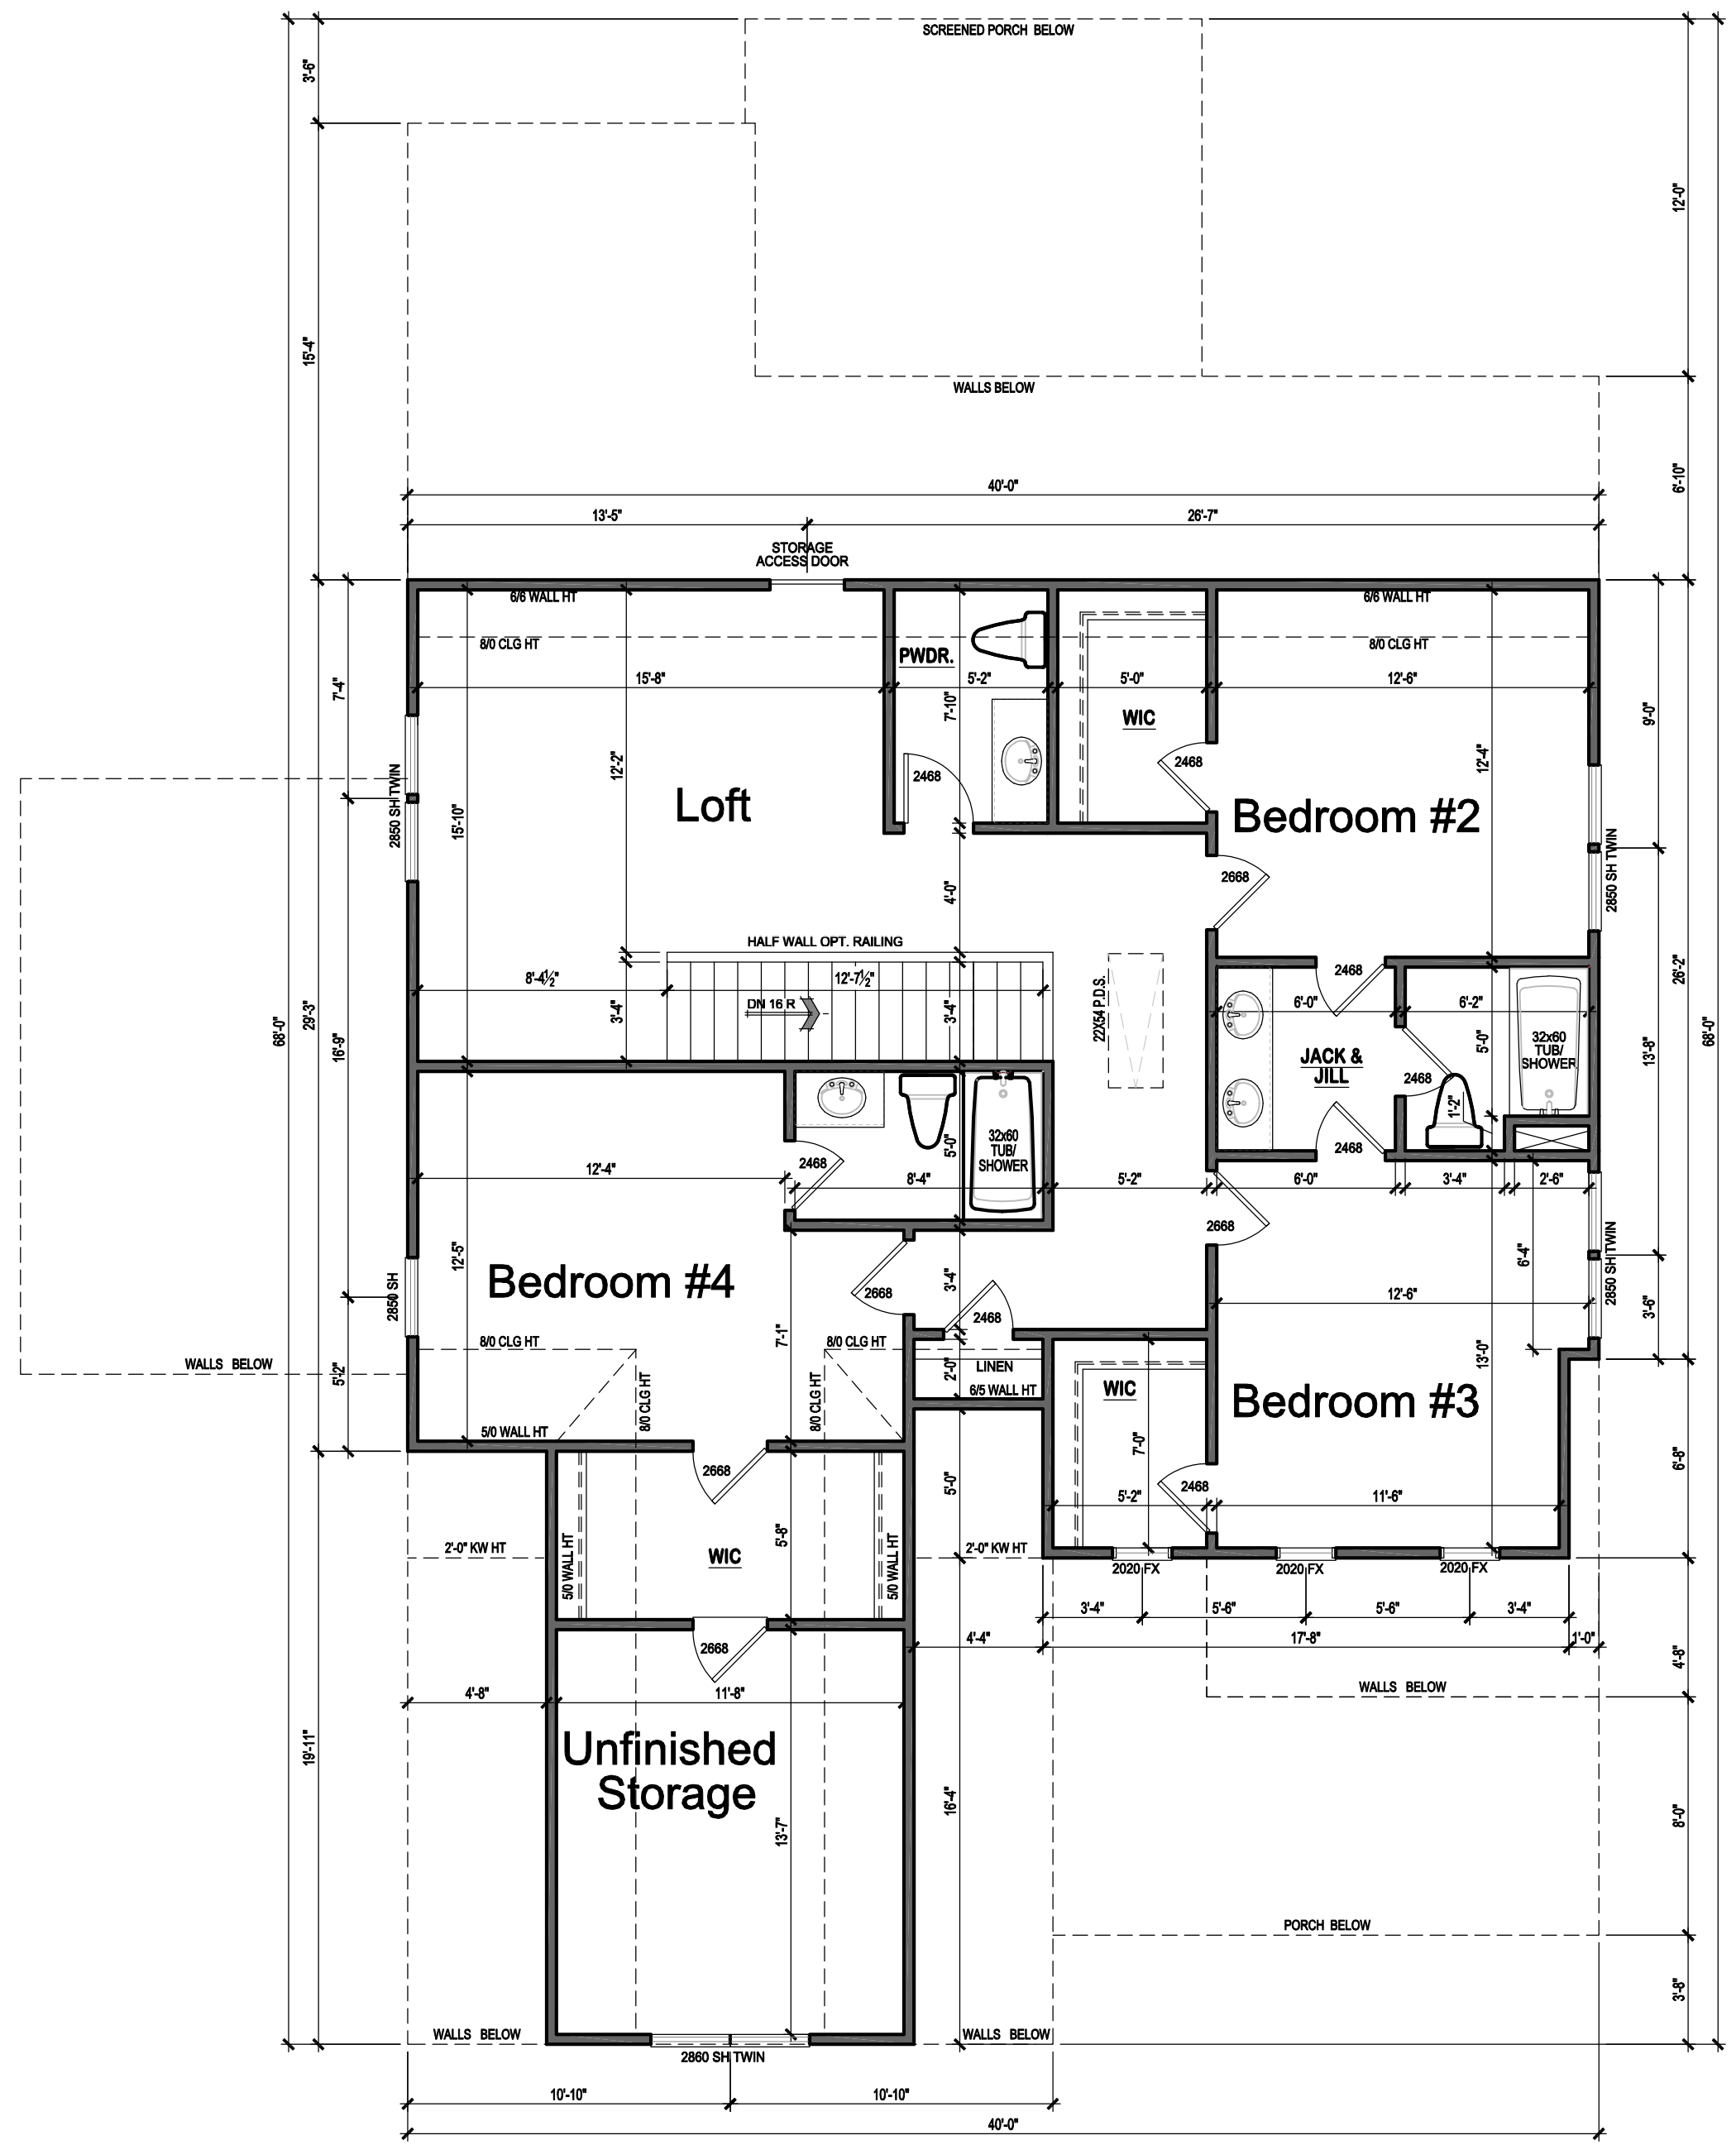 SCREENED PORCH BELOW
3'-6"
12'-0"
15'-4"
WALLS BELOW
6'-10"
40'-0"
13'-5"
26'-7"
STORAGE
ACCESS DOOR
6/6 WALL HT
6/6 WALL HT
8/0 CLG HT
8/0 CLG HT
PWDR.
15'-8"
5'-2"
5'-0"
12'-6"
7'-4"
7'-10"
WIC
9'-0"
12'-2"
12'-4"
2468
2468
Loft
Bedroom #2
2850 SH TWIN
15'-10"
2668
2850 SH TWIN
4'-0"
HALF WALL OPT. RAILING
8'-4½"
12'-7½"
2468
26'-2"
DN 16 R
3'-4"
3'-4"
22X54 P.D.S.
6'-0"
6'-2"
68'-0"
29'-3"
16'-9"
5'-0"
32x60
TUB/
SHOWER
13'-8"
68'-0"
JACK &
JILL
2468
1'-2"
2468
2468
5'-0"
32x60
TUB/
SHOWER
12'-4"
8'-4"
5'-2"
6'-0"
3'-4"
2'-6"
2668
12'-5"
6'-4"
2850 SH TWIN
Bedroom #4
2850 SH
2668
3'-4"
2468
12'-6"
3'-6"
8/0 CLG HT
7'-1"
8/0 CLG HT
13'-0"
WALLS BELOW
5'-2"
LINEN
2'-0"
6/5 WALL HT
WIC
8/0 CLG HT
8/0 CLG HT
Bedroom #3
5/0 WALL HT
7'-0"
6'-8"
2668
5'-0"
2468
5'-2"
11'-6"
5'-8"
2'-0" KW HT
5/0 WALL HT
WIC
5/0 WALL HT
2'-0" KW HT
2020 FX
2020 FX
2020 FX
3'-4"
5'-6"
5'-6"
3'-4"
2668
4'-4"
17'-8"
1'-0"
4'-8"
4'-8"
11'-8"
WALLS BELOW
19'-11"
Unfinished
Storage
16'-4"
8'-0"
13'-7"
PORCH BELOW
3'-8"
WALLS BELOW
WALLS BELOW
2860 SH TWIN
10'-10"
10'-10"
40'-0"